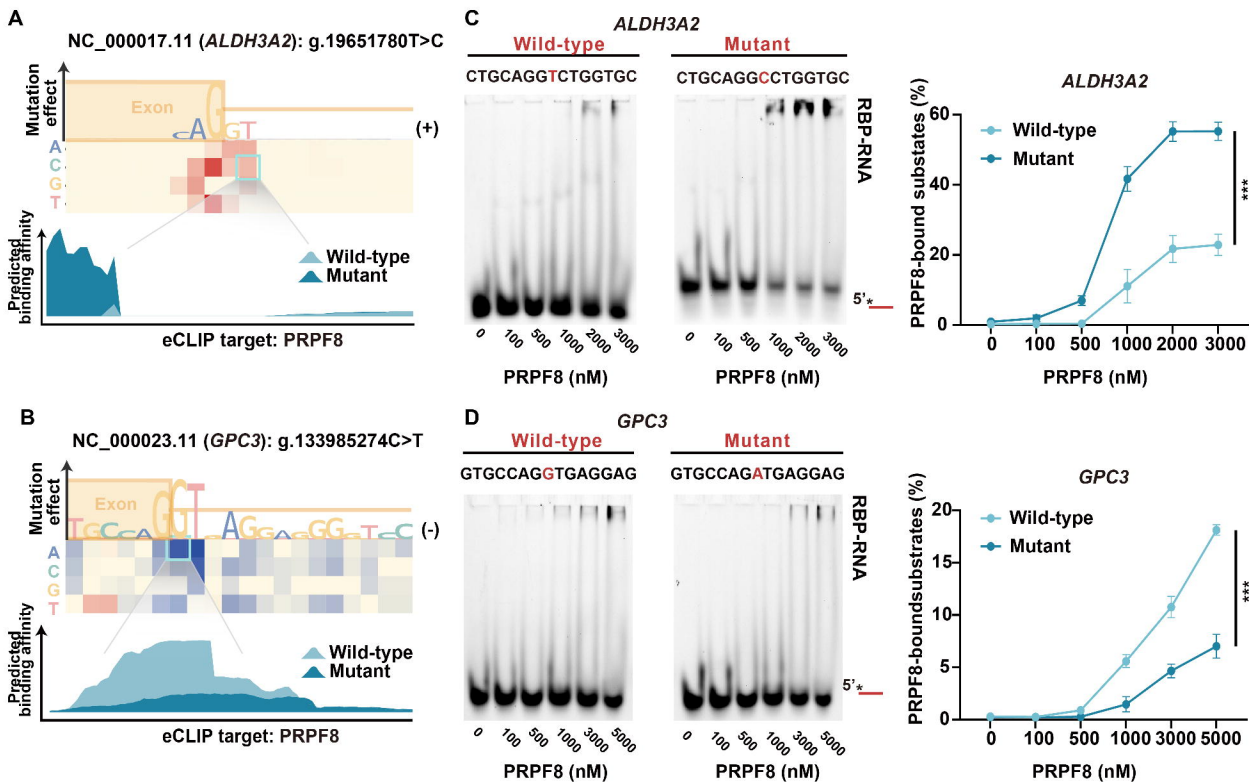 A
NC_000017.11 (ALDH3A2): g.19651780T>C
Mutation effect
Exon
cAGGT
(+)
A
C
G
T
Predicted binding affinity
Wild-type
Mutant
eCLIP target: PRPF8
C
ALDH3A2
Wild-type
Mutant
CTGCAGGTCTGGTGC
CTGCAGGCCTGGTGC
RBP-RNA
5'*
0 100 500 1000 2000 3000
0 100 500 1000 2000 3000
PRPF8 (nM)
PRPF8 (nM)
ALDH3A2
PRPF8-bound substates (%)
60
40
20
0
Wild-type
Mutant
***
0 100 500 1000 2000 3000
PRPF8 (nM)
B
NC_000023.11 (GPC3): g.133985274C>T
Mutation effect
Exon
TGCCAGGT
(-)
A
C
G
T
Predicted binding affinity
Wild-type
Mutant
eCLIP target: PRPF8
D
GPC3
Wild-type
Mutant
GTGCCAGGTGAGGAG
GTGCCAGATGAGGAG
RBP-RNA
5'*
0 100 500 1000 3000 5000
0 100 500 1000 3000 5000
PRPF8 (nM)
PRPF8 (nM)
GPC3
PRPF8-boundsubstrates (%)
20
15
10
5
0
Wild-type
Mutant
***
0 100 500 1000 3000 5000
PRPF8 (nM)